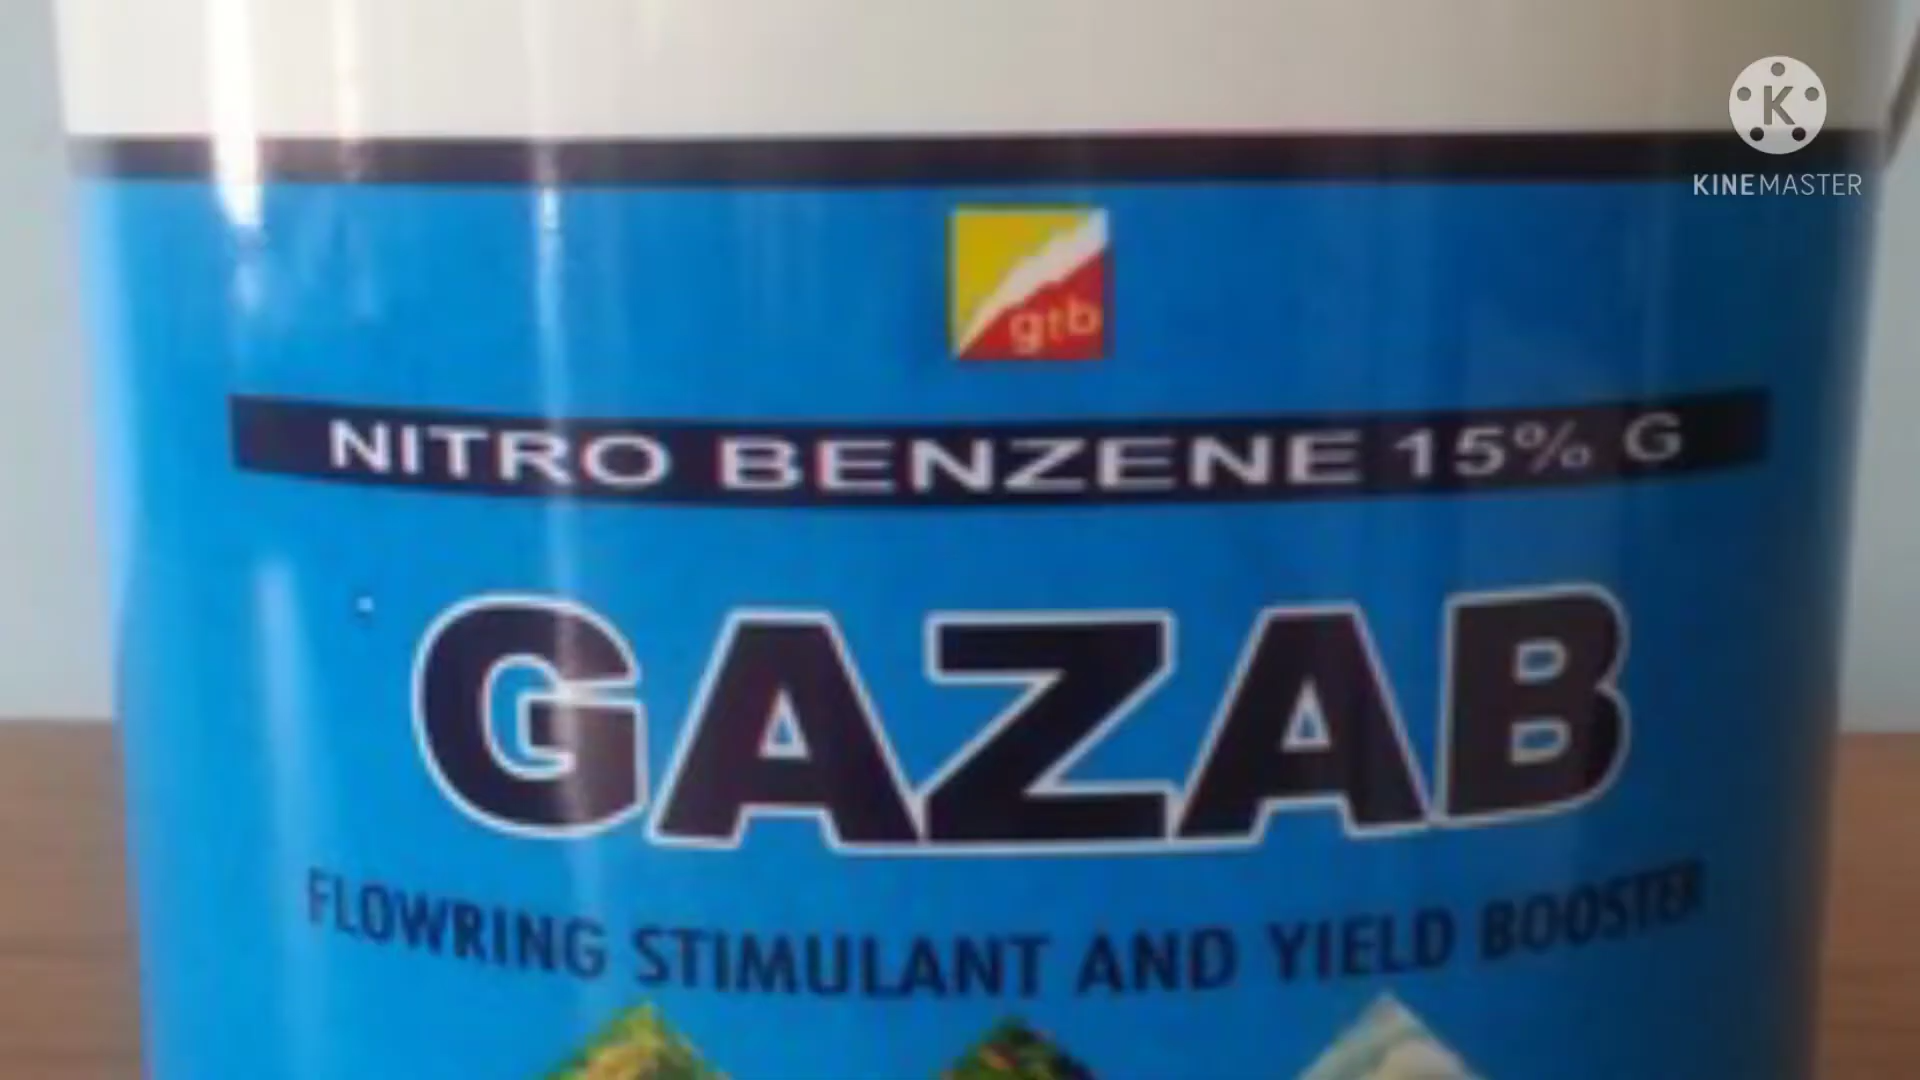 K
KINEMASTER
gtb
NITRO BENZENE 15% G
GAZAB
FLOWRING STIMULANT AND YIELD BOOSTER